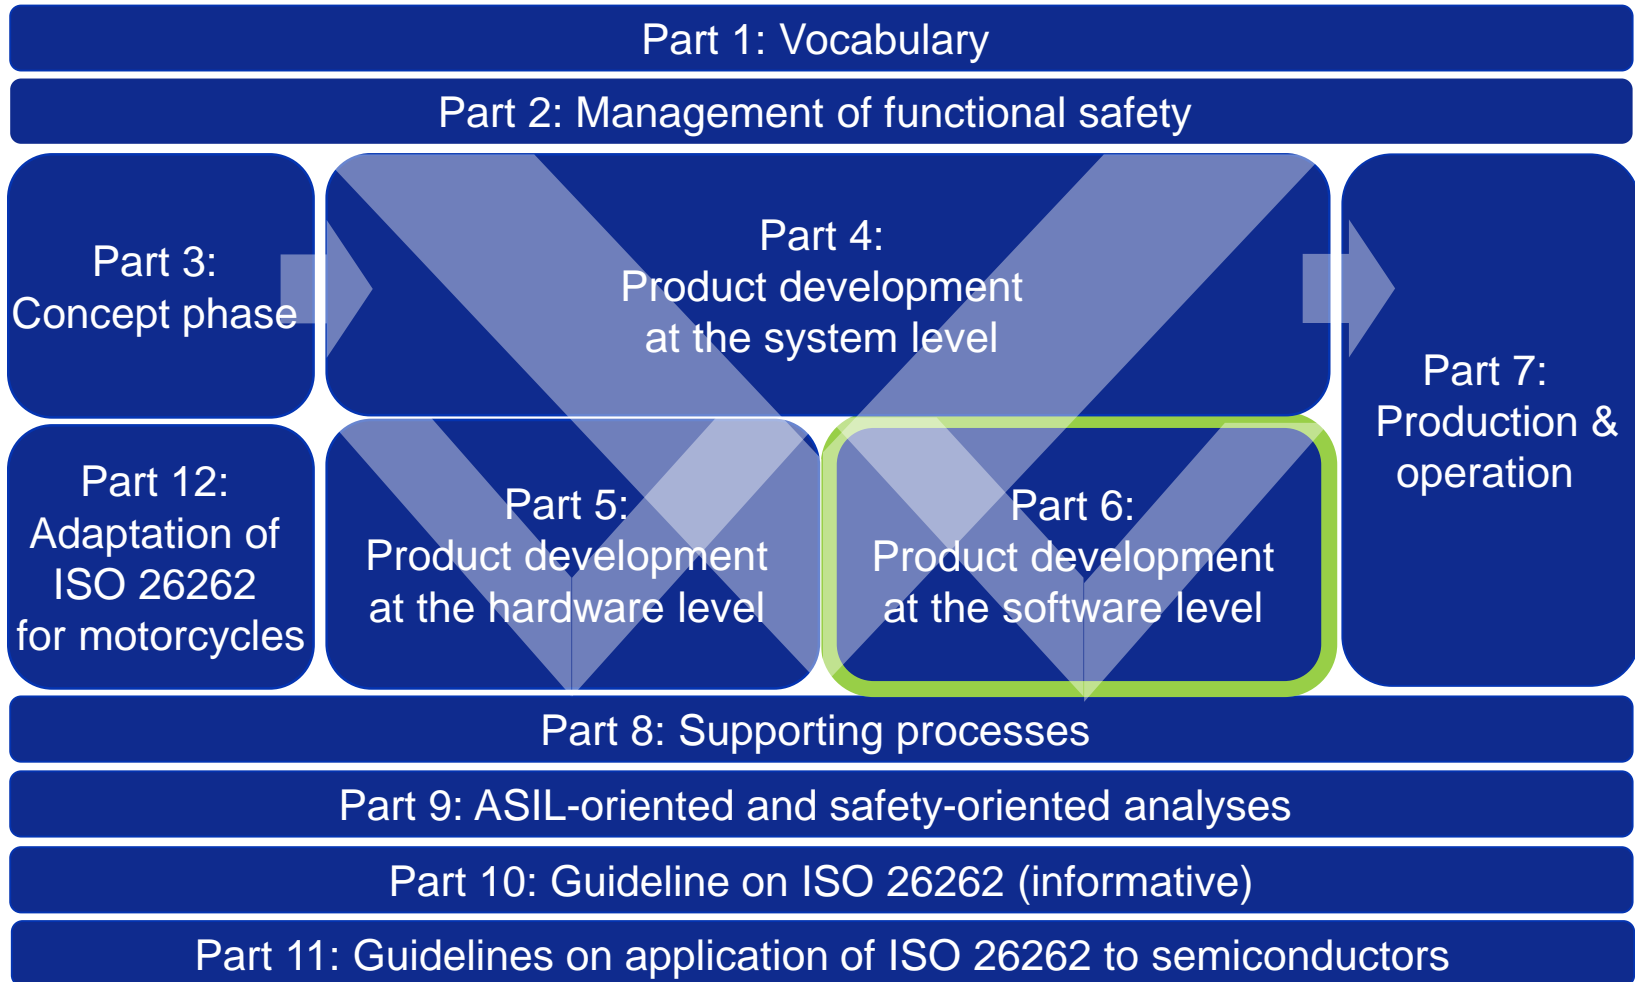 Part 1: Vocabulary
Part 2: Management of functional safety
Part 3:
Concept phase
Part 4:
Product development
at the system level
Part 7:
Production &
operation
Part 12:
Adaptation of
ISO 26262
for motorcycles
Part 5:
Product development
at the hardware level
Part 6:
Product development
at the software level
Part 8: Supporting processes
Part 9: ASIL-oriented and safety-oriented analyses
Part 10: Guideline on ISO 26262 (informative)
Part 11: Guidelines on application of ISO 26262 to semiconductors